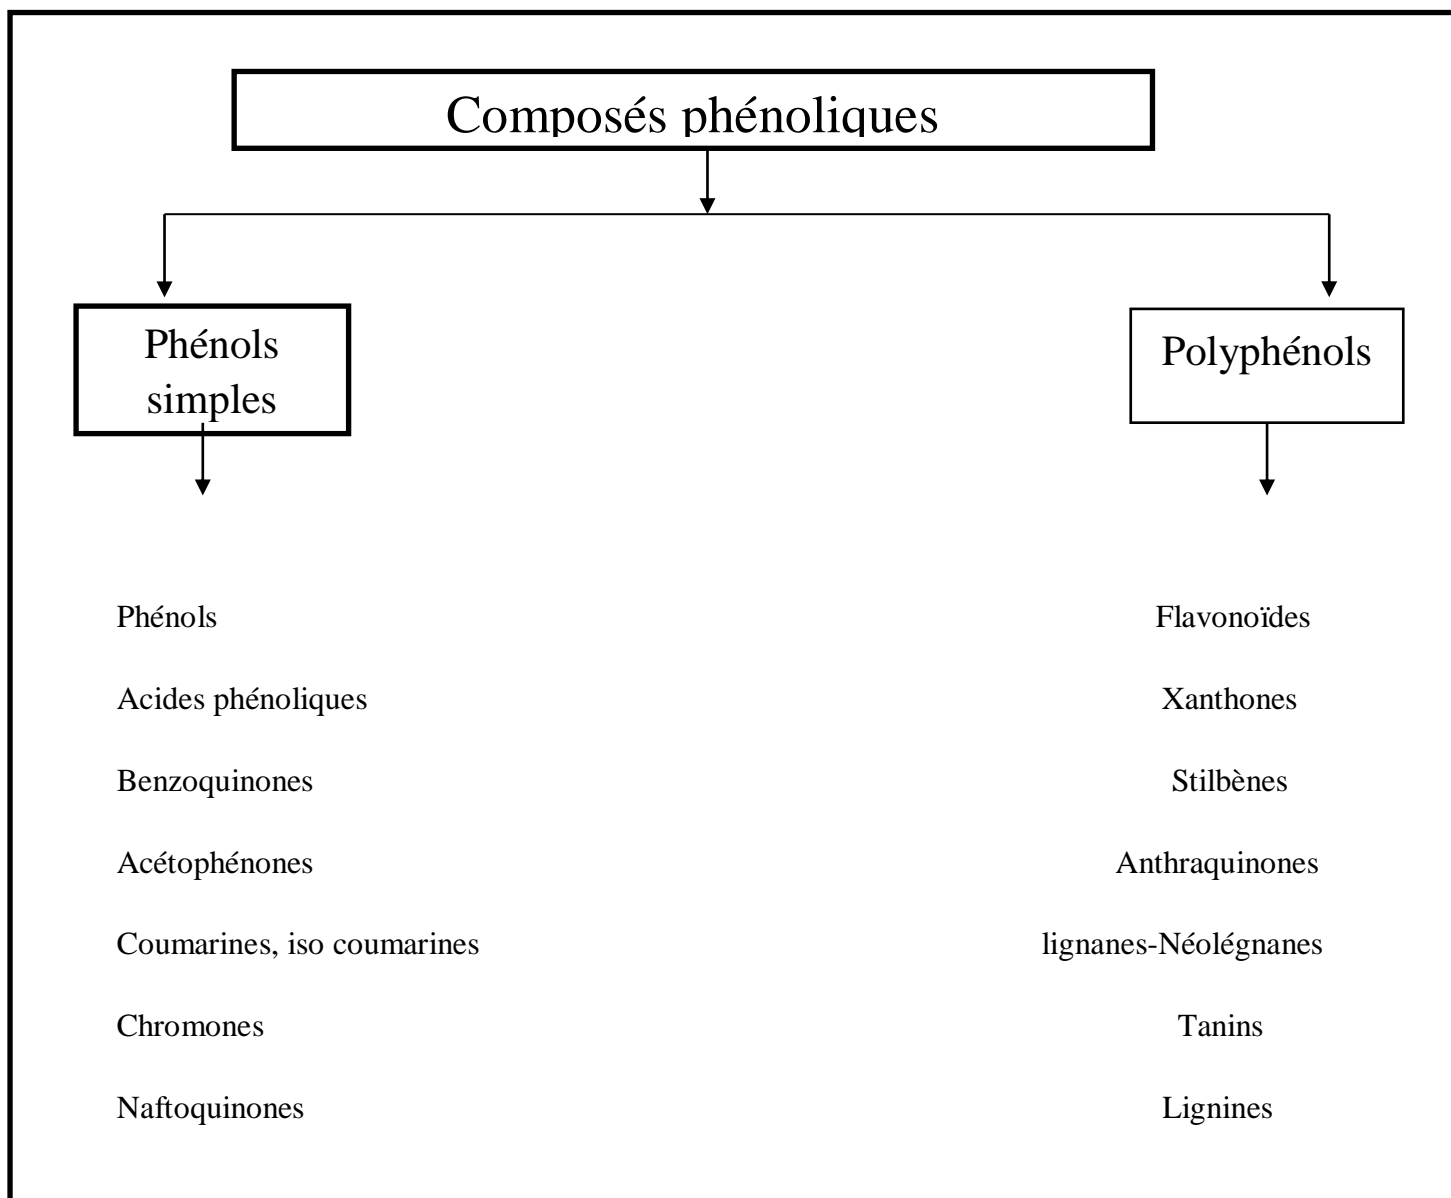 Composés phénoliques
Phénols
simples
Polyphénols
Phénols
Flavonoïdes
Acides phénoliques
Xanthones
Benzoquinones
Stilbènes
Acétophénones
Anthraquinones
Coumarines, iso coumarines
lignanes-Néolégnanes
Chromones
Tanins
Naftoquinones
Lignines